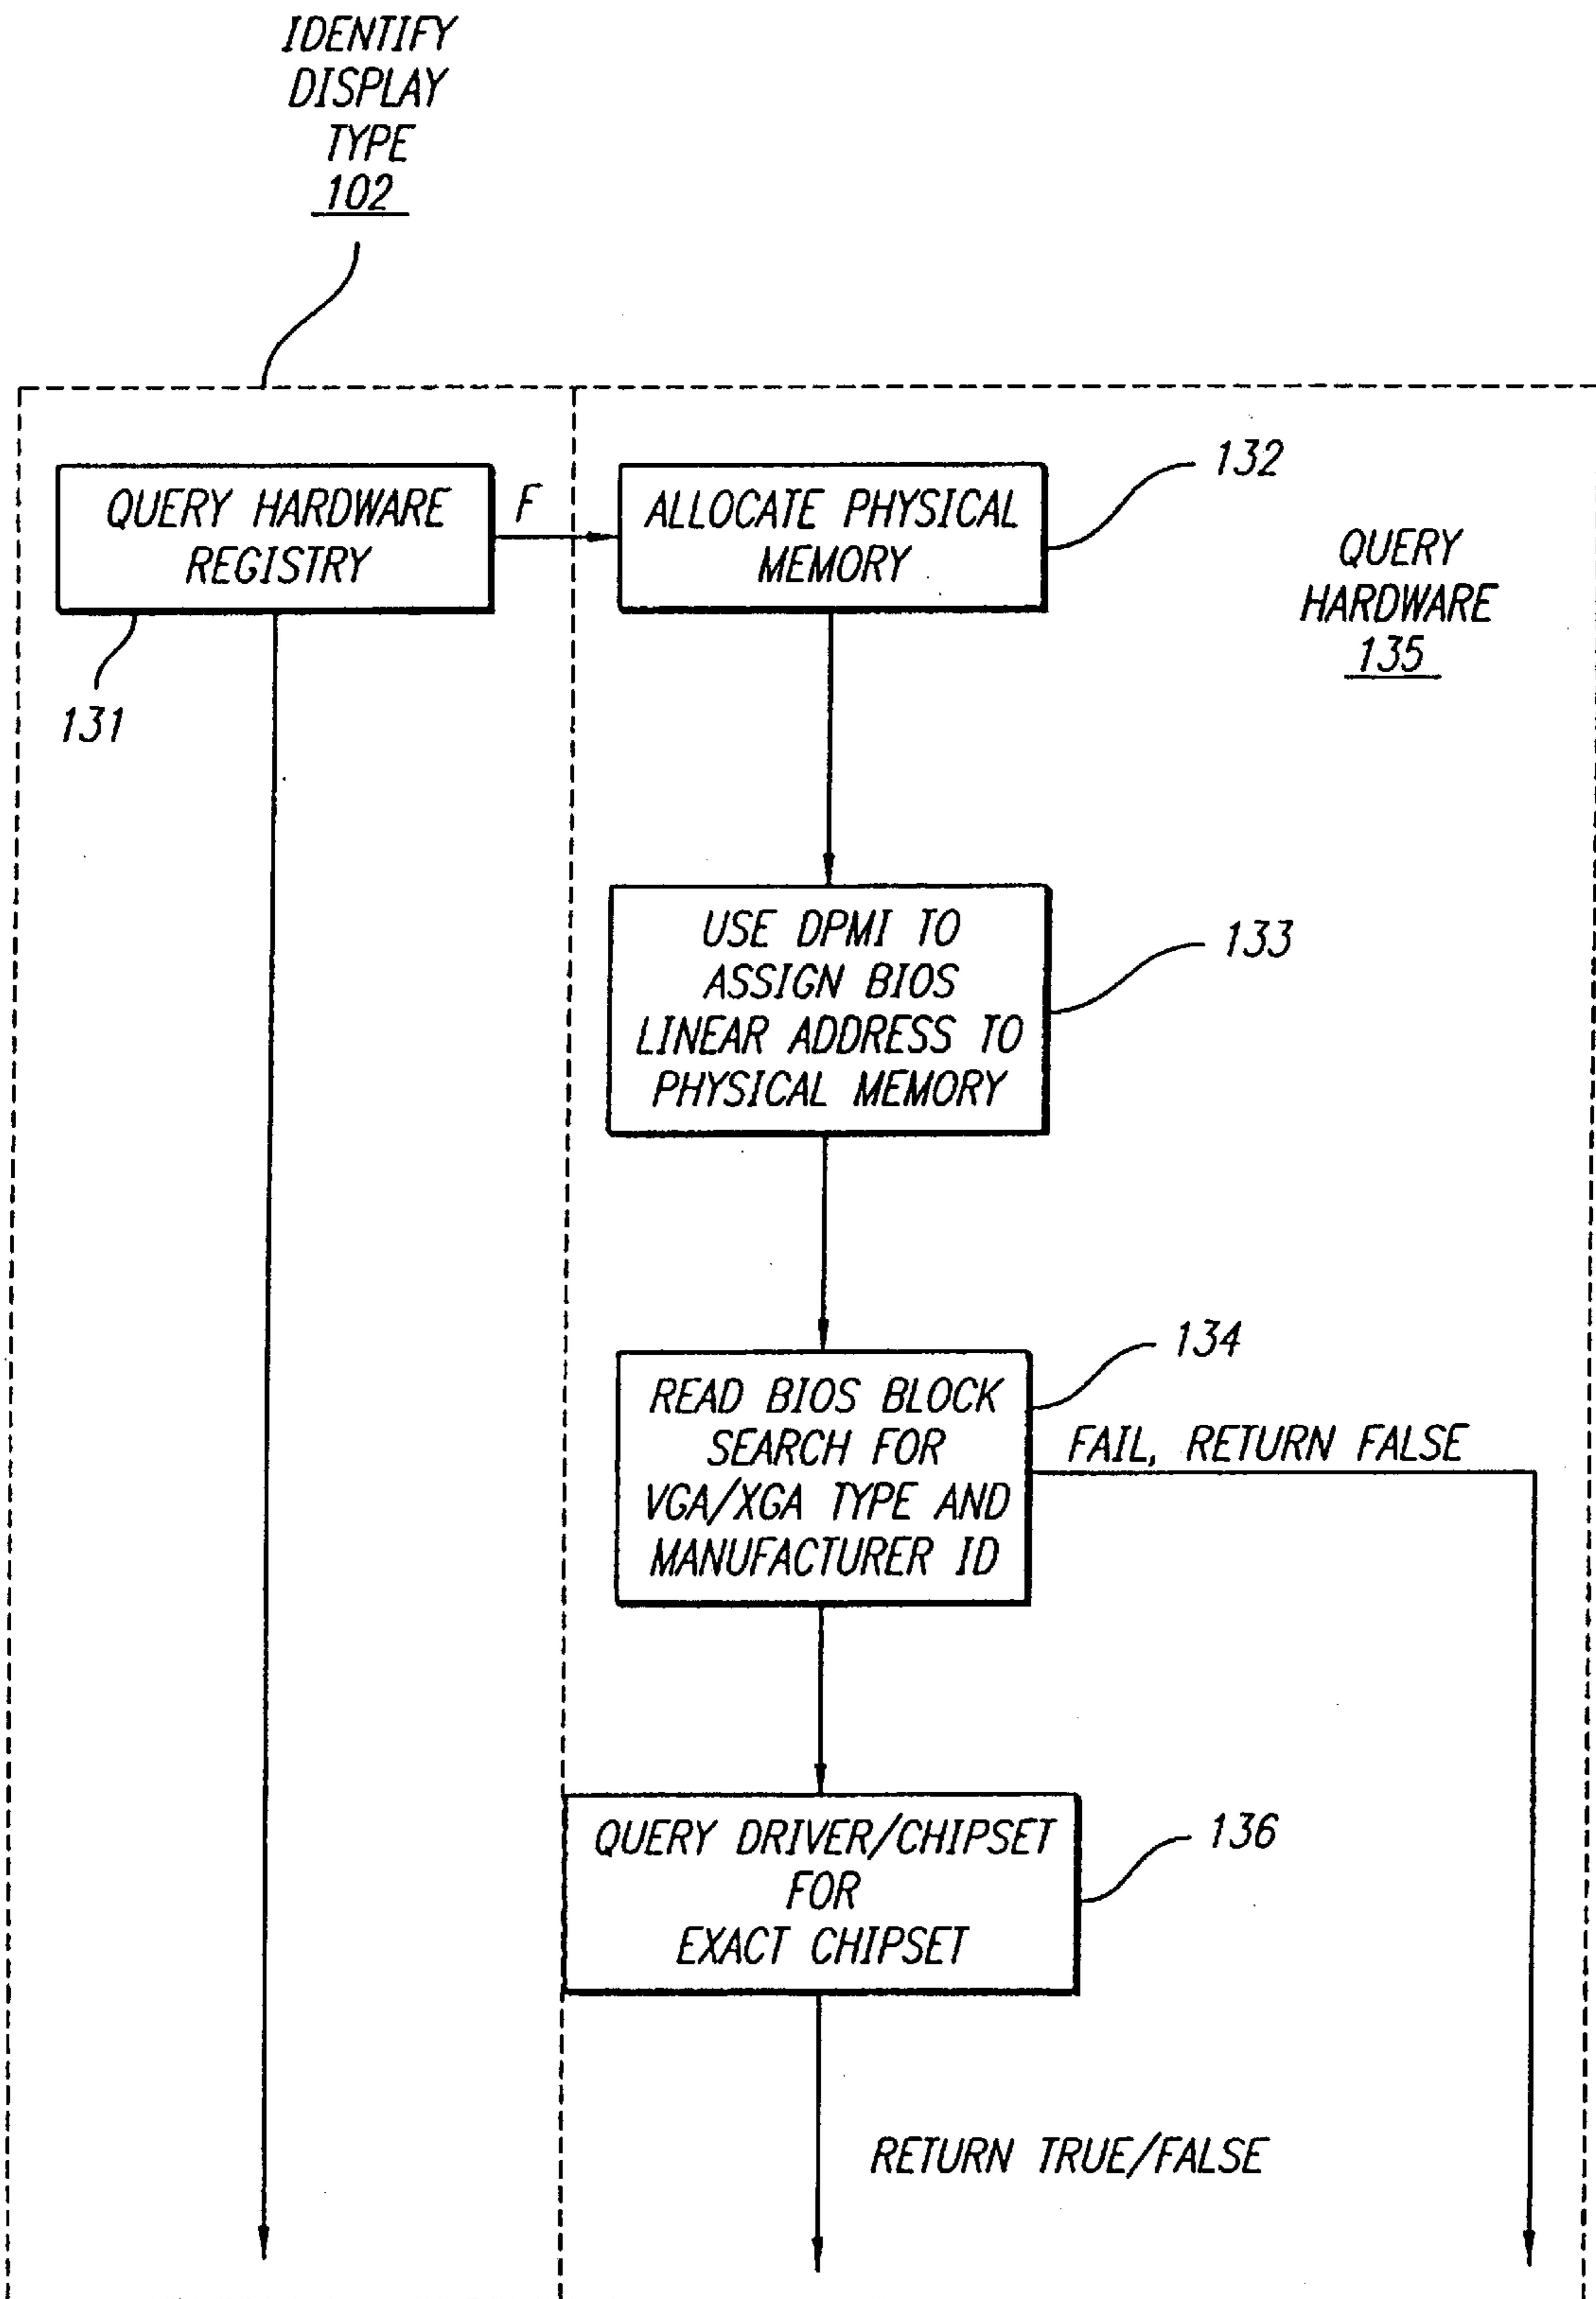 IDENTIFY
DISPLAY
TYPE
102
QUERY HARDWARE
REGISTRY
131
F
ALLOCATE PHYSICAL
MEMORY
132
QUERY
HARDWARE
135
USE DPMI TO
ASSIGN BIOS
LINEAR ADDRESS TO
PHYSICAL MEMORY
133
READ BIOS BLOCK
SEARCH FOR
VGA/XGA TYPE AND
MANUFACTURER ID
134
FAIL, RETURN FALSE
QUERY DRIVER/CHIPSET
FOR
EXACT CHIPSET
136
RETURN TRUE/FALSE